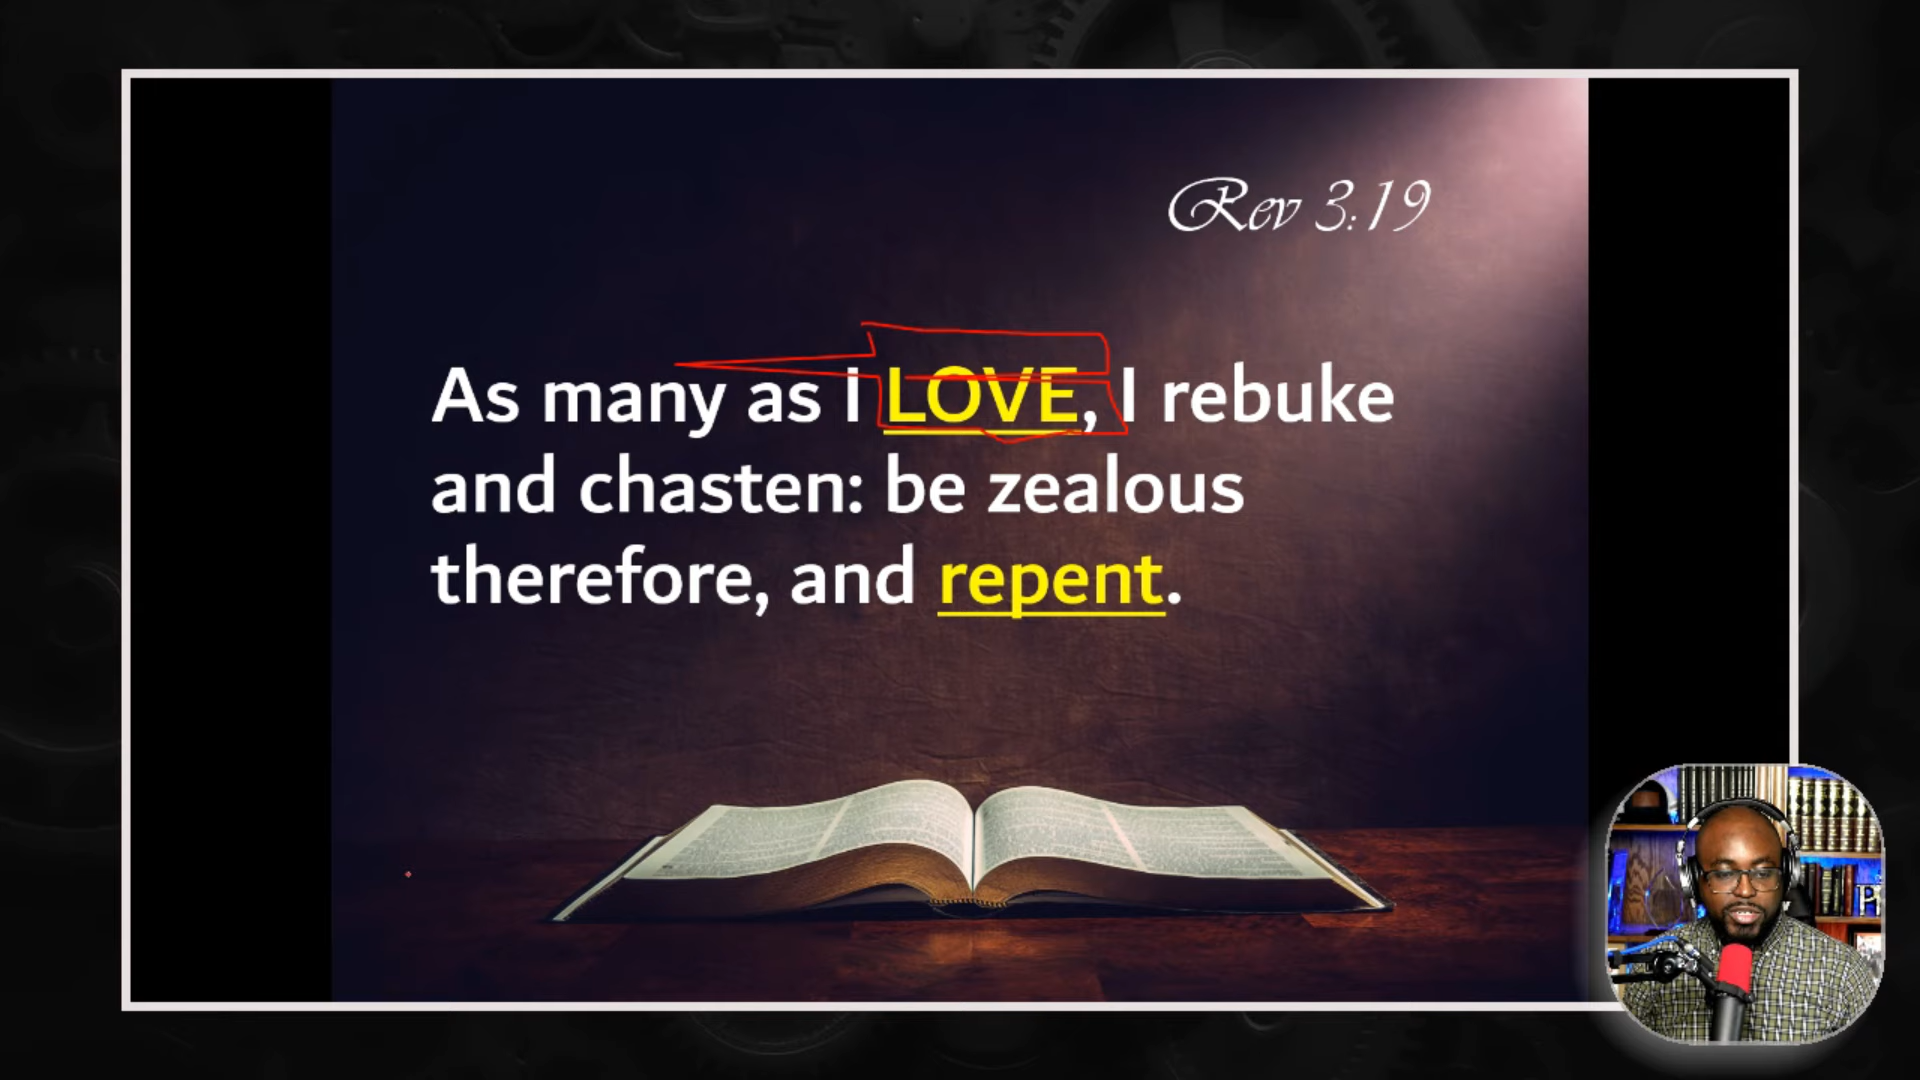 Rev 3:19
As many as I LOVE, I rebuke
and chasten: be zealous
therefore, and repent.